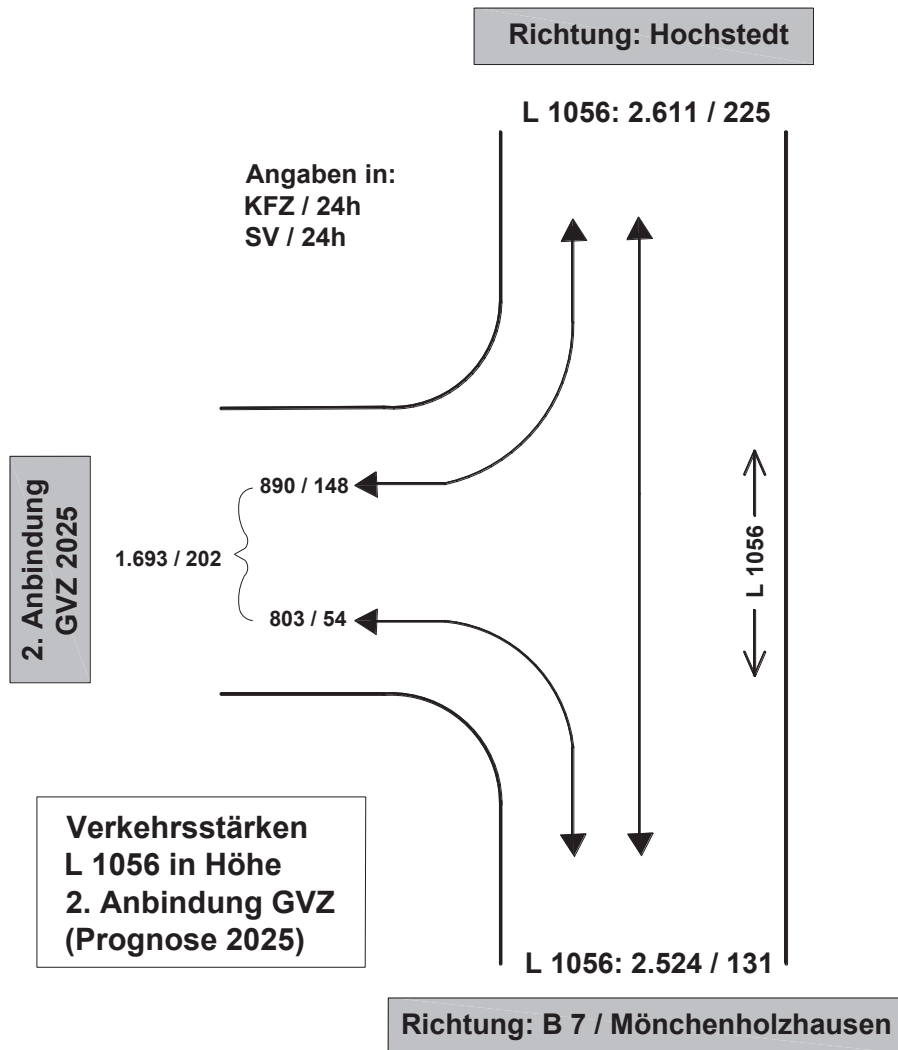 Richtung: Hochstedt
L 1056: 2.611 / 225
Angaben in:
KFZ / 24h
SV / 24h
2. Anbindung
GVZ 2025
890 / 148
1.693 / 202
803 / 54
L 1056
Verkehrsstärken
L 1056 in Höhe
2. Anbindung GVZ
(Prognose 2025)
L 1056: 2.524 / 131
Richtung: B 7 / Mönchenholzhausen